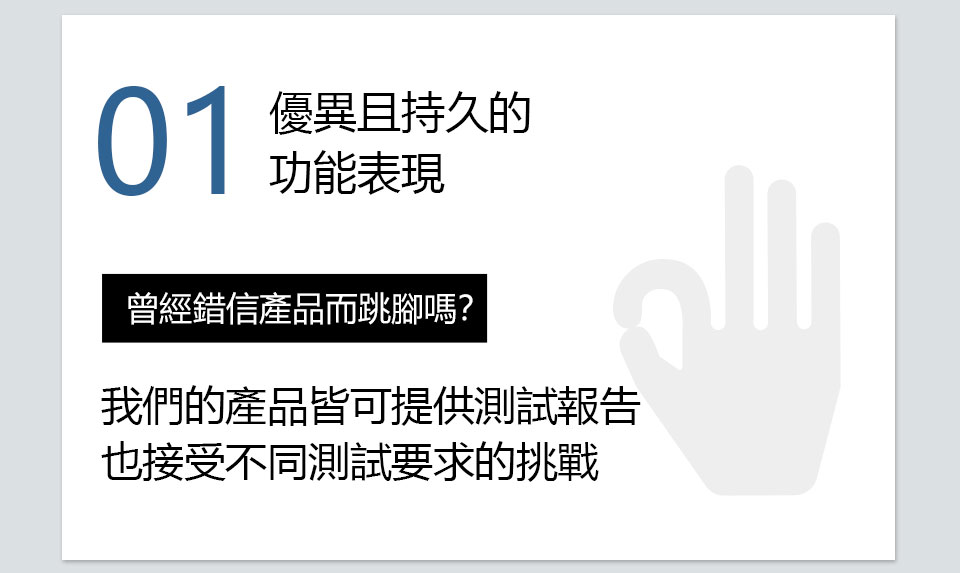 01
優異且持久的
功能表現
曾經錯信產品而跳腳嗎？
我們的產品皆可提供測試報告
也接受不同測試要求的挑戰